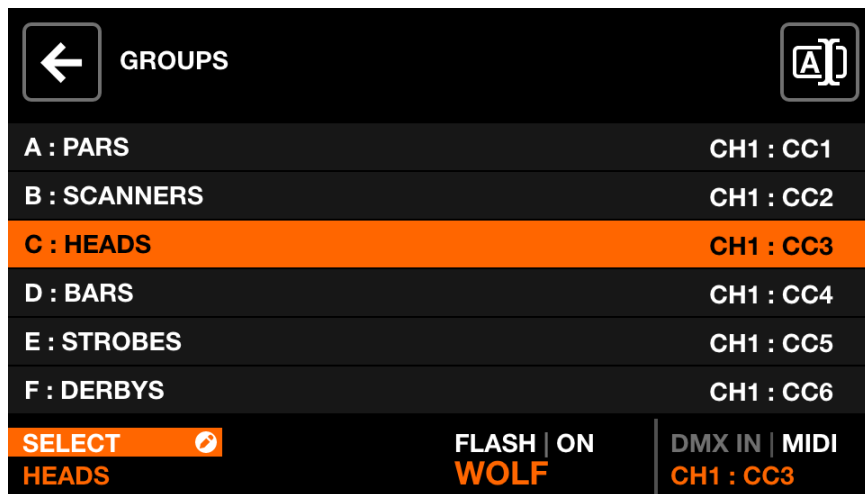 GROUPS
A
A : PARS CH1 : CC1
B : SCANNERS CH1 : CC2
C : HEADS CH1 : CC3
D : BARS CH1 : CC4
E : STROBES CH1 : CC5
F : DERBYS CH1 : CC6
SELECT FLASH | ON DMX IN | MIDI
HEADS WOLF CH1 : CC3